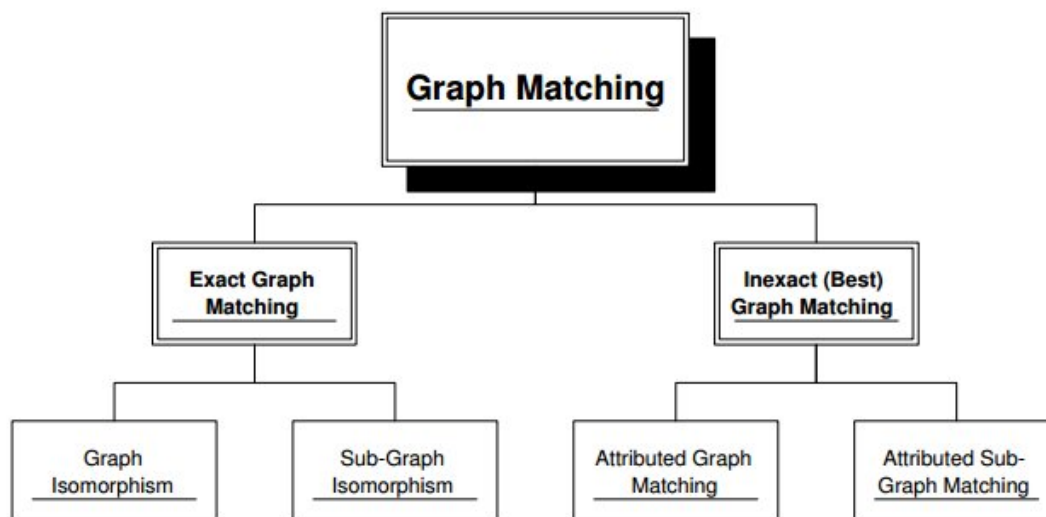 Graph Matching
Exact Graph
Matching
Inexact (Best)
Graph Matching
Graph
Isomorphism
Sub-Graph
Isomorphism
Attributed Graph
Matching
Attributed Sub-
Graph Matching